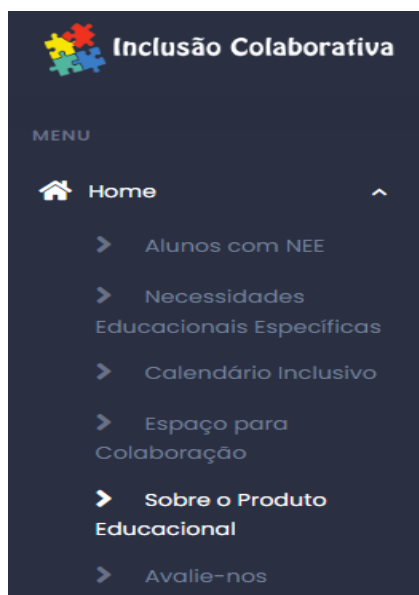 Inclusão Colaborativa
MENU
Home
Alunos com NEE
Necessidades
Educacionais Específicas
Calendário Inclusivo
Espaço para
Colaboração
Sobre o Produto
Educacional
Avalie-nos